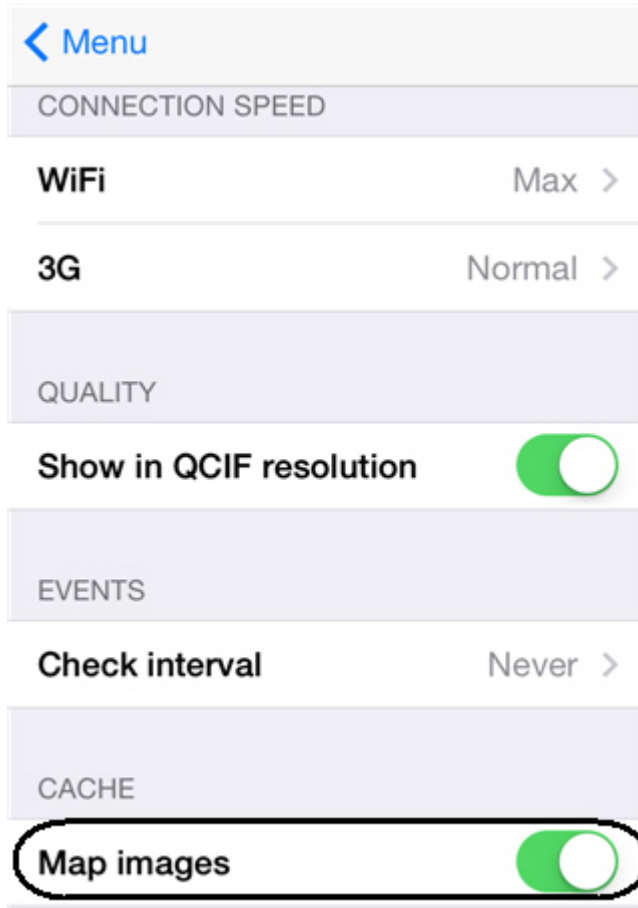 Menu
CONNECTION SPEED
WiFi Max
3G Normal
QUALITY
Show in QCIF resolution
EVENTS
Check interval Never
CACHE
Map images